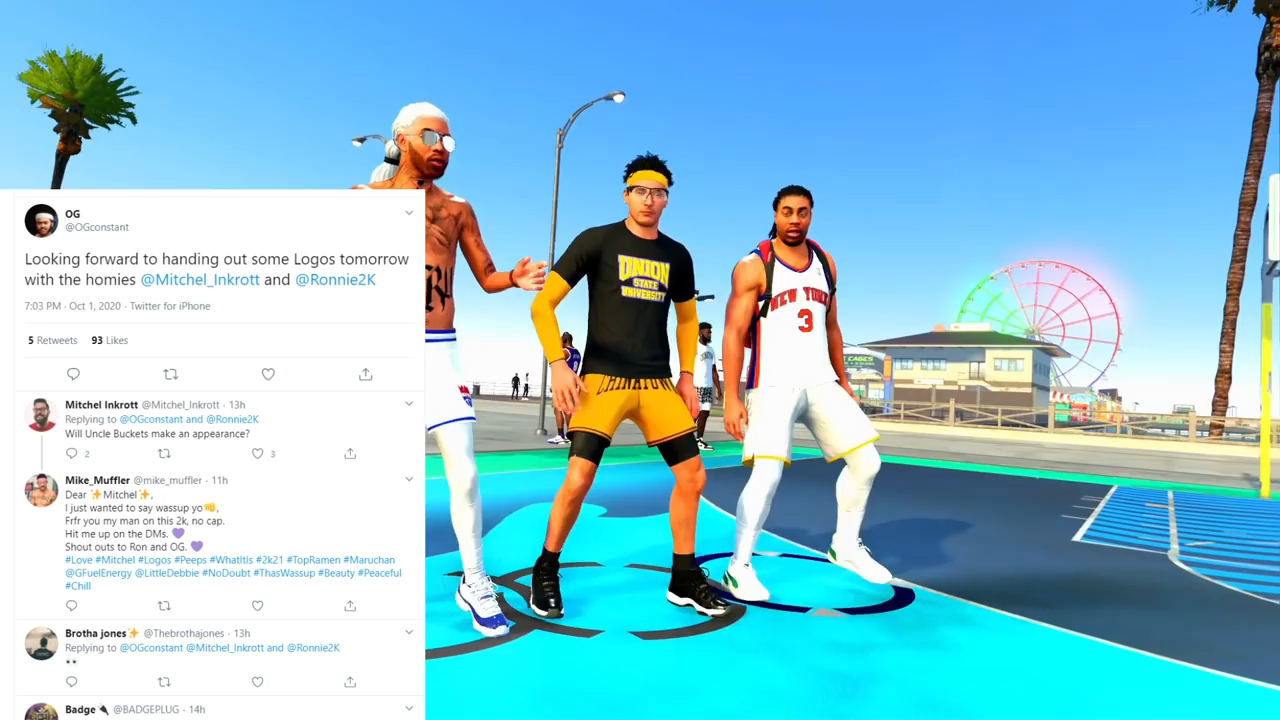 OG
@OGconstant
Looking forward to handing out some Logos tomorrow
with the homies @Mitchel_Inkrott and @Ronnie2K
7:03 PM · Oct 1, 2020 · Twitter for iPhone
5 Retweets 93 Likes
Mitchel Inkrott @Mitchel_Inkrott · 13h
Replying to @OGconstant and @Ronnie2K
Will Uncle Buckets make an appearance?
2 3
Mike_Muffler @mike_muffler · 11h
Dear ✨Mitchel✨,
I just wanted to say wassup yo👊,
Frfr you my man on this 2k, no cap.
Hit me up on the DMs. 💜
Shout outs to Ron and OG. 💜
#Love #Mitchel #Logos #Peeps #WhatItIs #2k21 #TopRamen #Maruchan
@GFuelEnergy @LittleDebbie #NoDoubt #ThasWassup #Beauty #Peaceful
#Chill
Brotha jones✨ @Thebrothajones · 13h
Replying to @OGconstant @Mitchel_Inkrott and @Ronnie2K
👀
Badge 🔌 @BADGEPLUG · 14h
UNION
STATE
UNIVERSITY
CHINATOWN
NEW YORK
3
CAGES